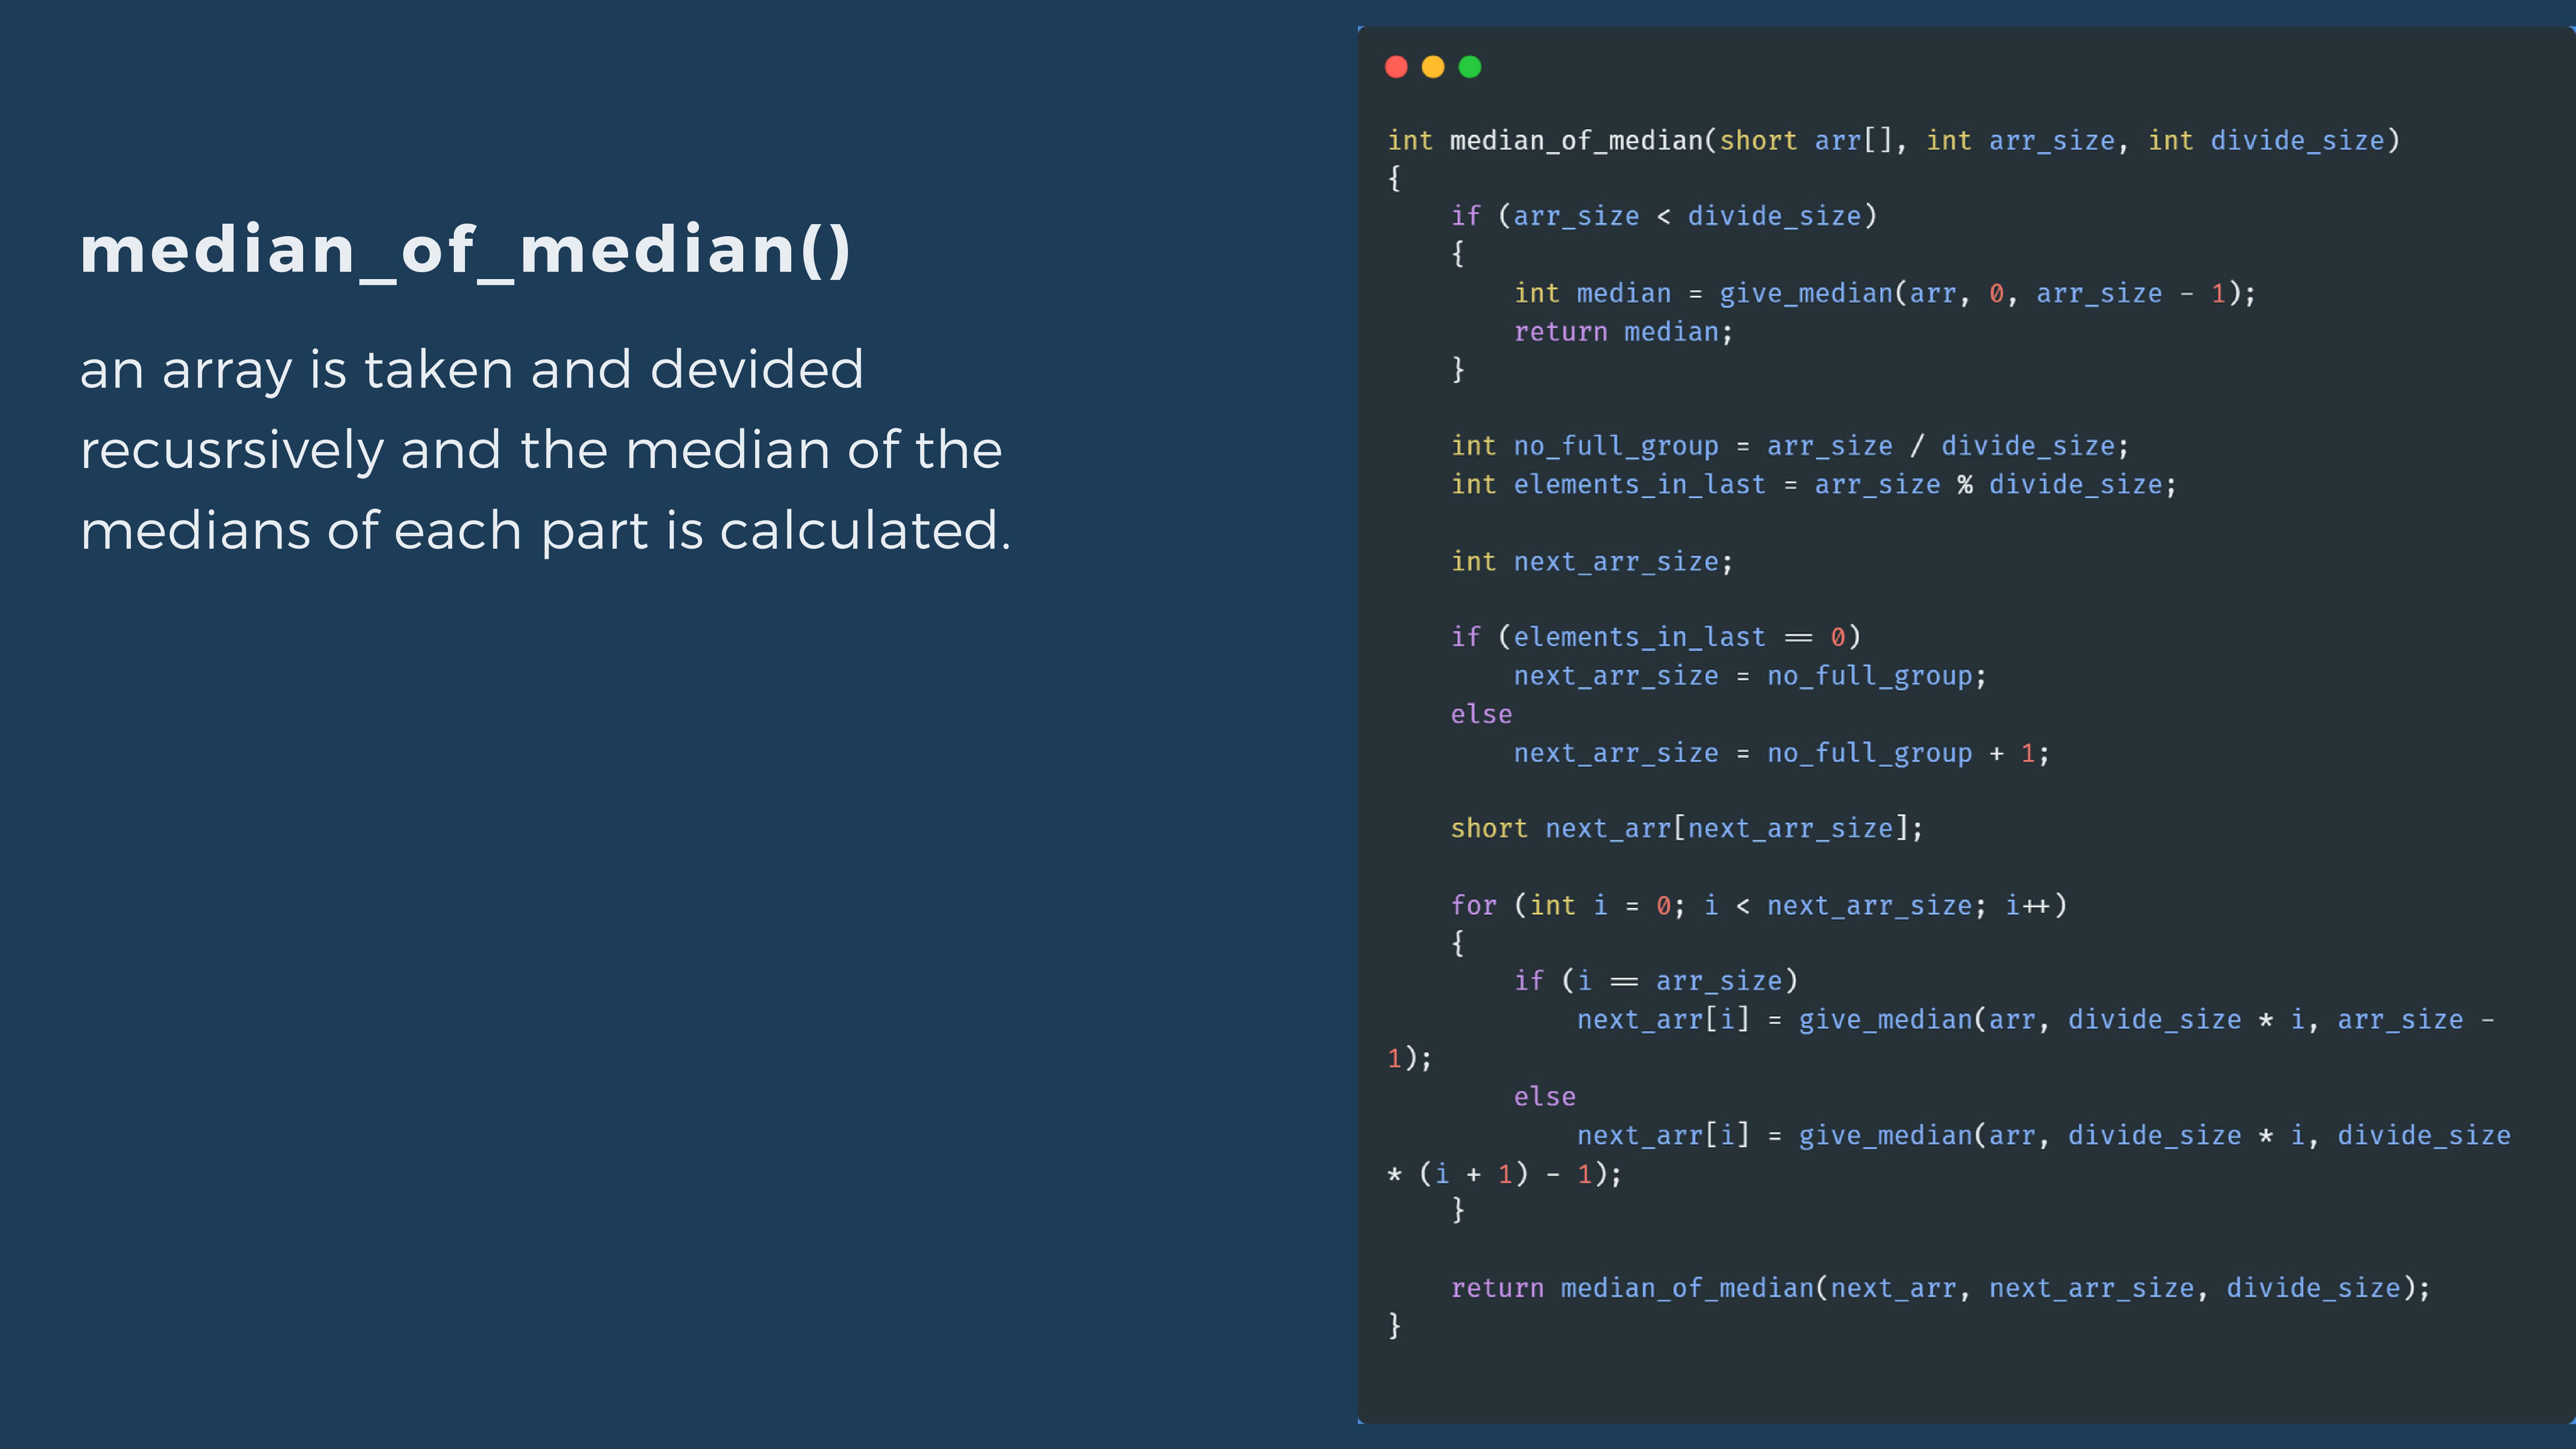 median_of_median()
an array is taken and devided
recusrsively and the median of the
medians of each part is calculated.
int median_of_median(short arr[], int arr_size, int divide_size)
{
    if (arr_size < divide_size)
    {
        int median = give_median(arr, 0, arr_size - 1);
        return median;
    }
    int no_full_group = arr_size / divide_size;
    int elements_in_last = arr_size % divide_size;
    int next_arr_size;
    if (elements_in_last == 0)
        next_arr_size = no_full_group;
    else
        next_arr_size = no_full_group + 1;
    short next_arr[next_arr_size];
    for (int i = 0; i < next_arr_size; i++)
    {
        if (i == arr_size)
            next_arr[i] = give_median(arr, divide_size * i, arr_size -
1);
        else
            next_arr[i] = give_median(arr, divide_size * i, divide_size
* (i + 1) - 1);
    }
    return median_of_median(next_arr, next_arr_size, divide_size);
}